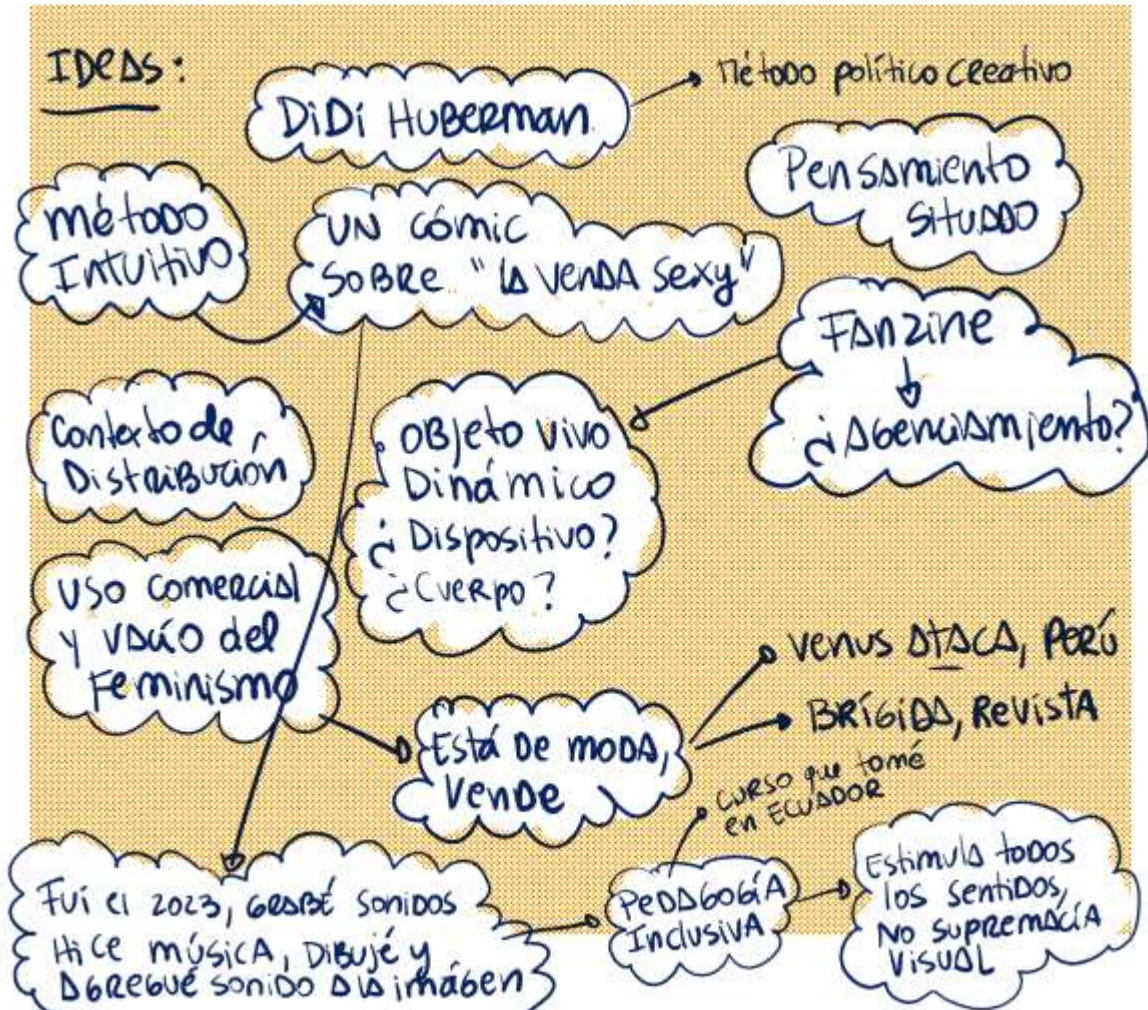 IDEAS:
DIDI HUBERMAN
Método político creativo
Pensamiento
situado
método
Intuitivo
UN CÓMIC
SOBRE "LA VENDA Sexy"
Fanzine
¿Agenciamiento?
Contexto de
Distribución
OBJeto vivo
Dinámico
¿Dispositivo?
¿Cuerpo?
USO comercial
y vacío del
Feminismo
Está De moda,
Vende
Venus ATACA, PERÚ
BRÍGIDA, REVISTA
CURSO que tomé
en ECUADOR
Fuí el 2023, GRABÉ sonidos
Hice música, Dibujé y
AGREGUÉ sonido a la imágen
PeDAGOGÍA
Inclusiva
Estimula todos
los sentidos,
No supremacía
visual